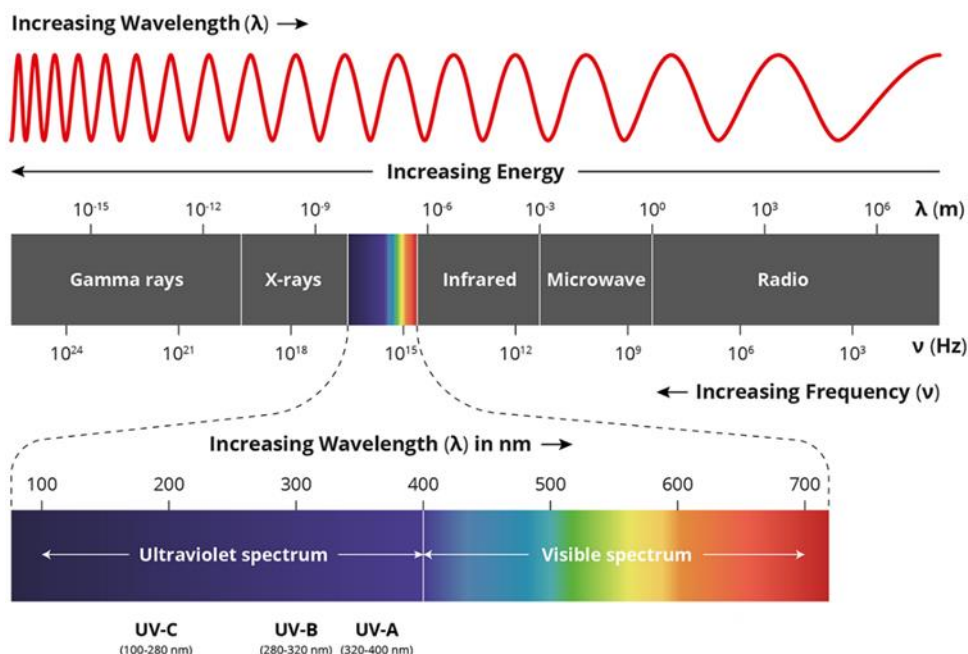 Increasing Wavelength (λ) →
← Increasing Energy
10⁻¹⁵ 10⁻¹² 10⁻⁹ 10⁻⁶ 10⁻³ 10⁰ 10³ 10⁶ λ (m)
Gamma rays X-rays Infrared Microwave Radio
10²⁴ 10²¹ 10¹⁸ 10¹⁵ 10¹² 10⁹ 10⁶ 10³ ν (Hz)
← Increasing Frequency (ν)
Increasing Wavelength (λ) in nm →
100 200 300 400 500 600 700
Ultraviolet spectrum Visible spectrum
UV-C UV-B UV-A
(100-280 nm) (280-320 nm) (320-400 nm)